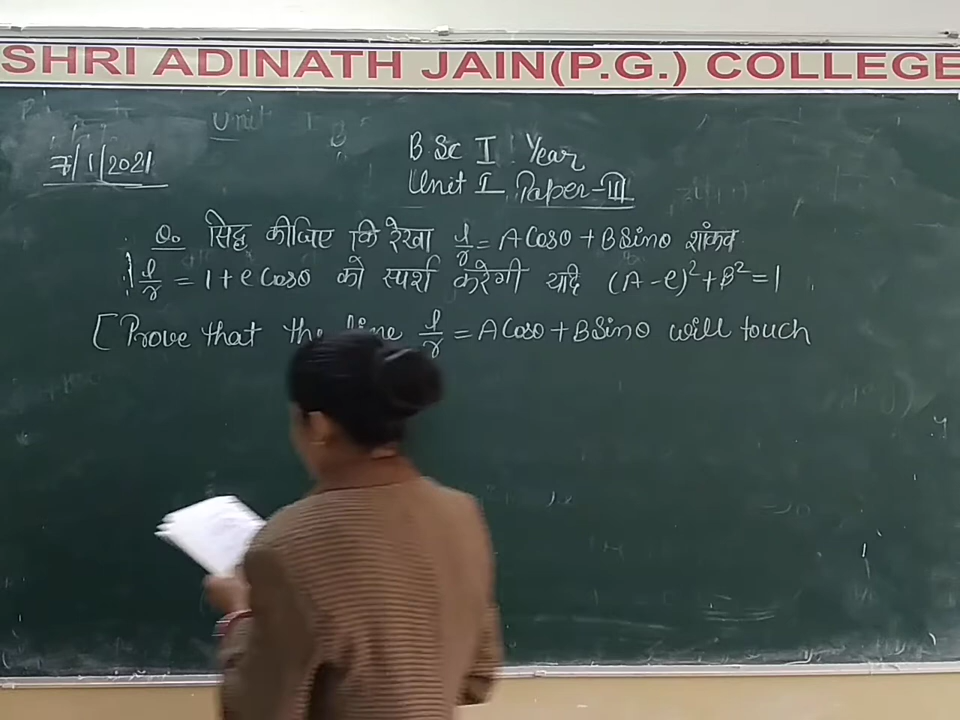 SHRI ADINATH JAIN(P.G.) COLLEGE
Unit I
7/1/2021
B.Sc I Year
Unit I Paper-III
Q. सिद्ध कीजिए कि रेखा l/r = A Cosθ + B Sinθ शांकव
l/r = 1 + e Cosθ को स्पर्श करेगी यदि (A - e)² + B² = 1
[Prove that the line l/r = A Cosθ + B Sinθ will touch